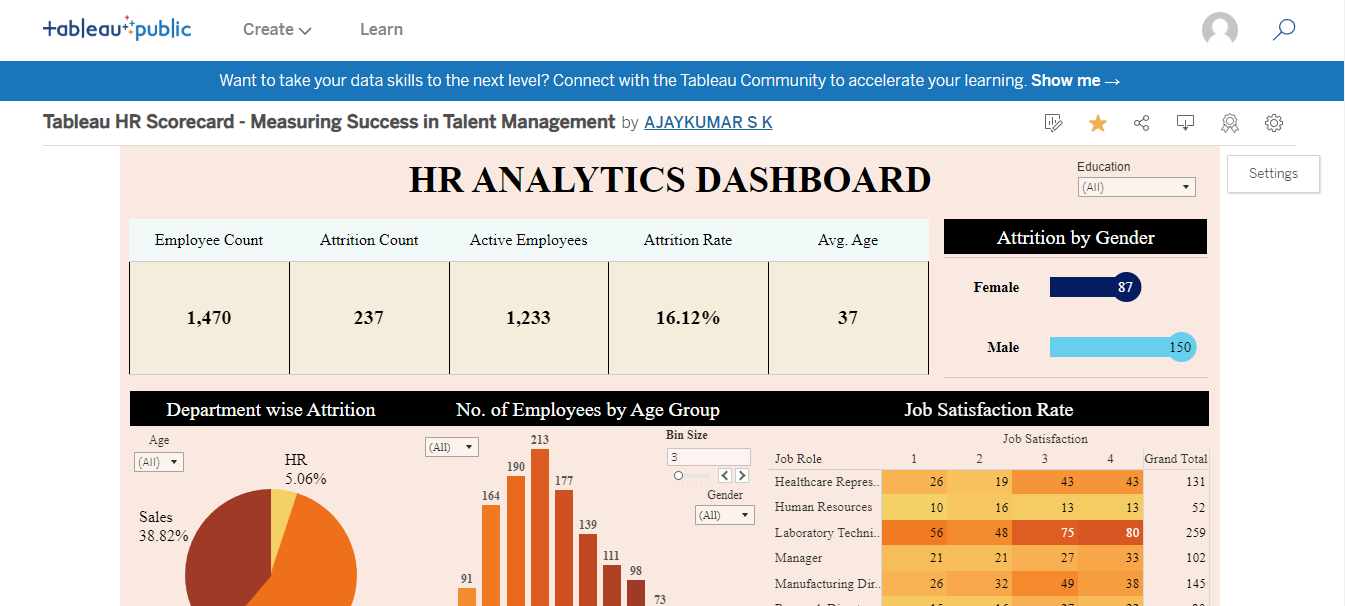 +ableau public
Create
Learn
Want to take your data skills to the next level? Connect with the Tableau Community to accelerate your learning. Show me →
Tableau HR Scorecard - Measuring Success in Talent Management by AJAYKUMAR S K
Settings
HR ANALYTICS DASHBOARD
Education
(All)
Employee Count Attrition Count Active Employees Attrition Rate Avg. Age
1,470 237 1,233 16.12% 37
Attrition by Gender
Female 87
Male 150
Department wise Attrition
Age
(All)
HR
5.06%
Sales
38.82%
No. of Employees by Age Group
(All)
Bin Size
3
Gender
(All)
91
164
190
213
177
139
111
98
73
Job Satisfaction Rate
Job Satisfaction
Job Role 1 2 3 4 Grand Total
Healthcare Repres.. 26 19 43 43 131
Human Resources 10 16 13 13 52
Laboratory Techni.. 56 48 75 80 259
Manager 21 21 27 33 102
Manufacturing Dir.. 26 32 49 38 145